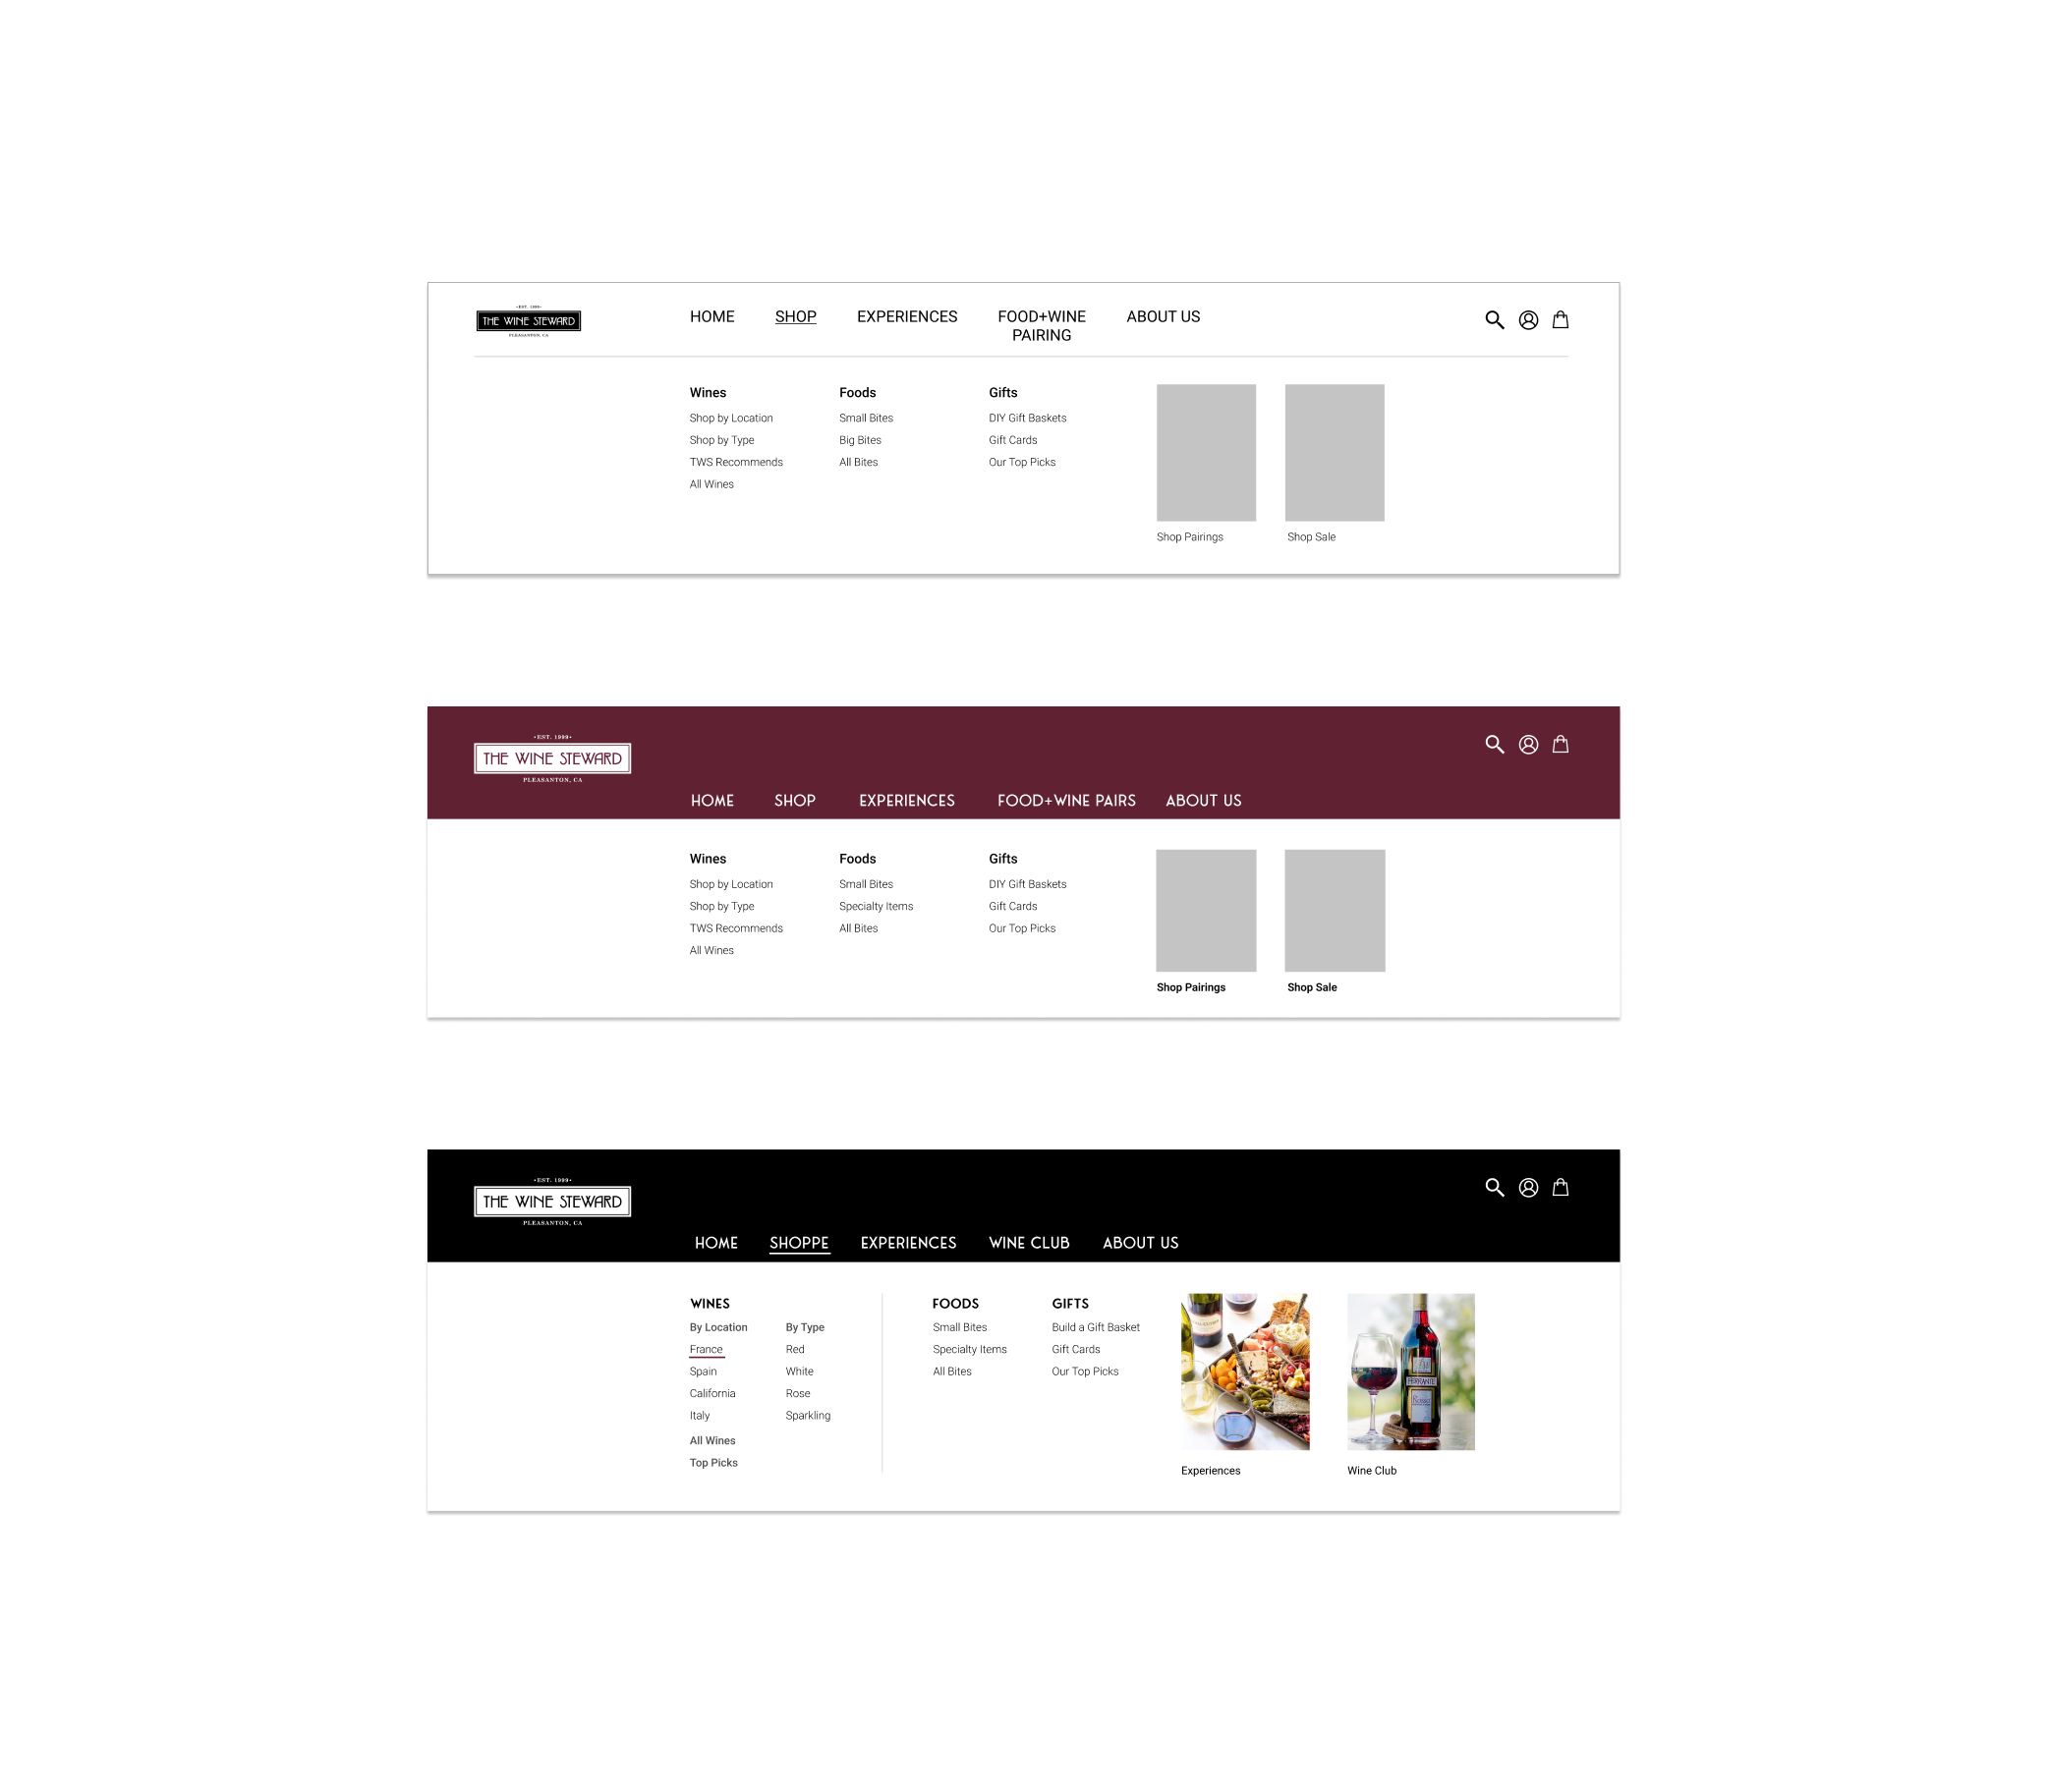 •EST. 1999•
THE WINE STEWARD
PLEASANTON, CA
HOME SHOP EXPERIENCES FOOD+WINE PAIRING ABOUT US
Wines
Shop by Location
Shop by Type
TWS Recommends
All Wines
Foods
Small Bites
Big Bites
All Bites
Gifts
DIY Gift Baskets
Gift Cards
Our Top Picks
Shop Pairings
Shop Sale
•EST. 1999•
THE WINE STEWARD
PLEASANTON, CA
HOME SHOP EXPERIENCES FOOD+WINE PAIRS ABOUT US
Wines
Shop by Location
Shop by Type
TWS Recommends
All Wines
Foods
Small Bites
Specialty Items
All Bites
Gifts
DIY Gift Baskets
Gift Cards
Our Top Picks
Shop Pairings
Shop Sale
•EST. 1999•
THE WINE STEWARD
PLEASANTON, CA
HOME SHOPPE EXPERIENCES WINE CLUB ABOUT US
WINES
By Location
France
Spain
California
Italy
All Wines
Top Picks
By Type
Red
White
Rose
Sparkling
FOODS
Small Bites
Specialty Items
All Bites
GIFTS
Build a Gift Basket
Gift Cards
Our Top Picks
Experiences
FERRANTE
Rosso
Wine Club